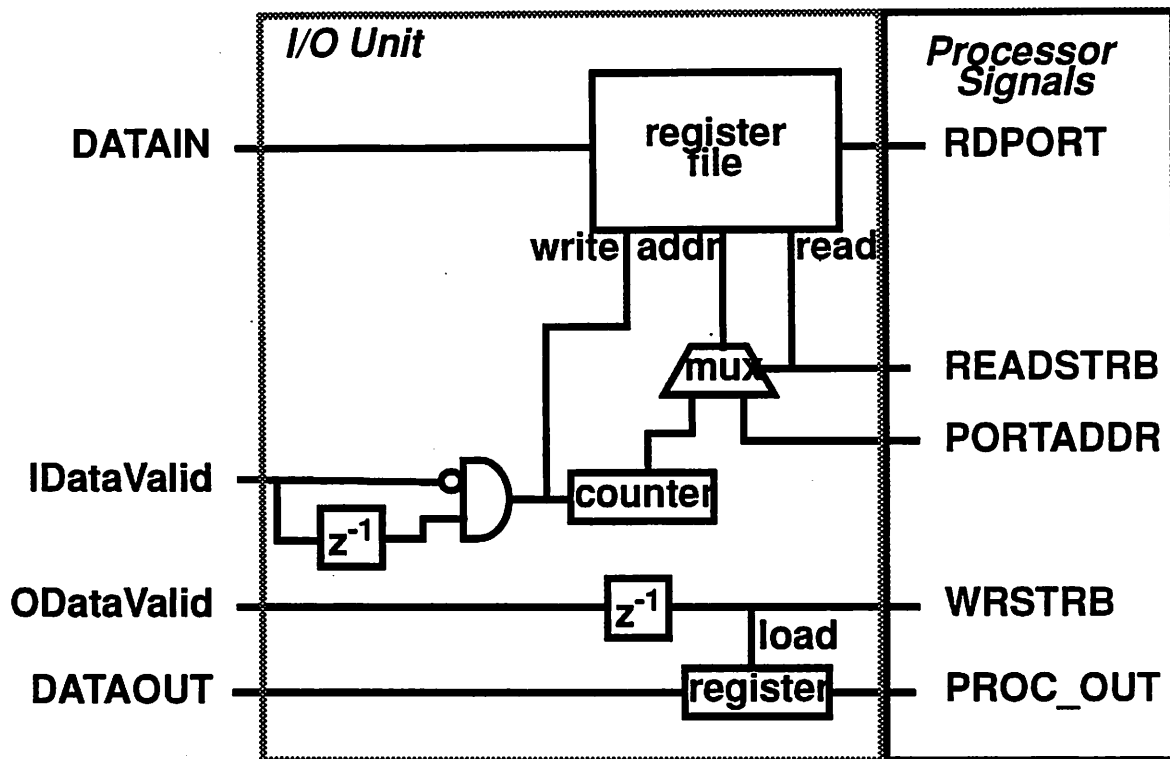 I/O Unit
Processor
Signals
DATAIN
register
file
RDPORT
write addr read
mux
READSTRB
PORTADDR
IDataValid
counter
z-1
ODataValid
z-1
WRSTRB
load
DATAOUT
register
PROC_OUT